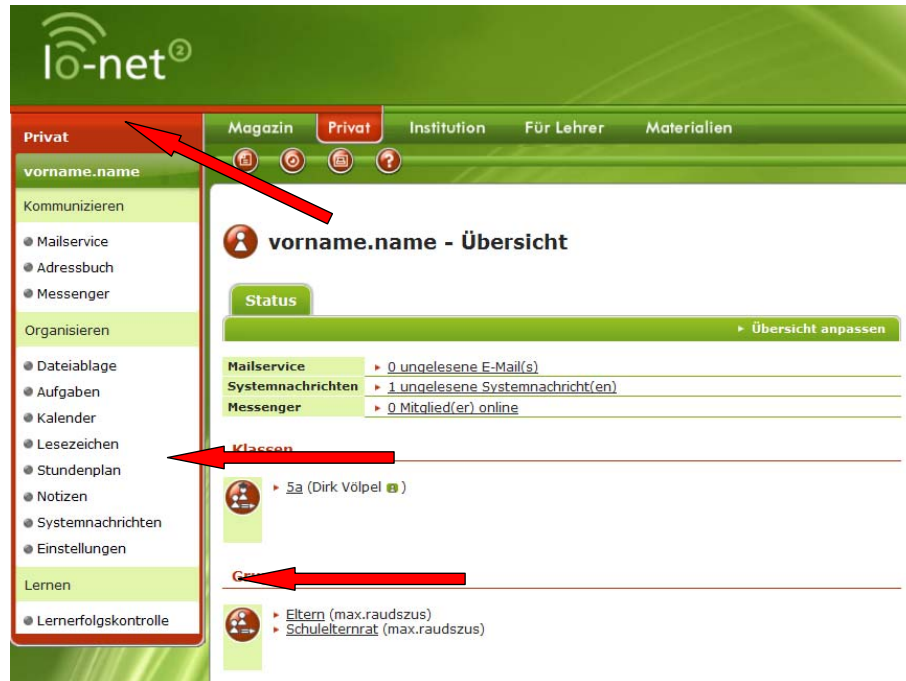 lo-net²
Magazin Privat Institution Für Lehrer Materialien
Privat
vorname.name
Kommunizieren
Mailservice
Adressbuch
Messenger
Organisieren
Dateiablage
Aufgaben
Kalender
Lesezeichen
Stundenplan
Notizen
Systemnachrichten
Einstellungen
Lernen
Lernerfolgskontrolle
vorname.name - Übersicht
Status
Übersicht anpassen
Mailservice 0 ungelesene E-Mail(s)
Systemnachrichten 1 ungelesene Systemnachricht(en)
Messenger 0 Mitglied(er) online
Klassen
5a (Dirk Völpel )
Eltern (max.raudszus)
Schulelternrat (max.raudszus)